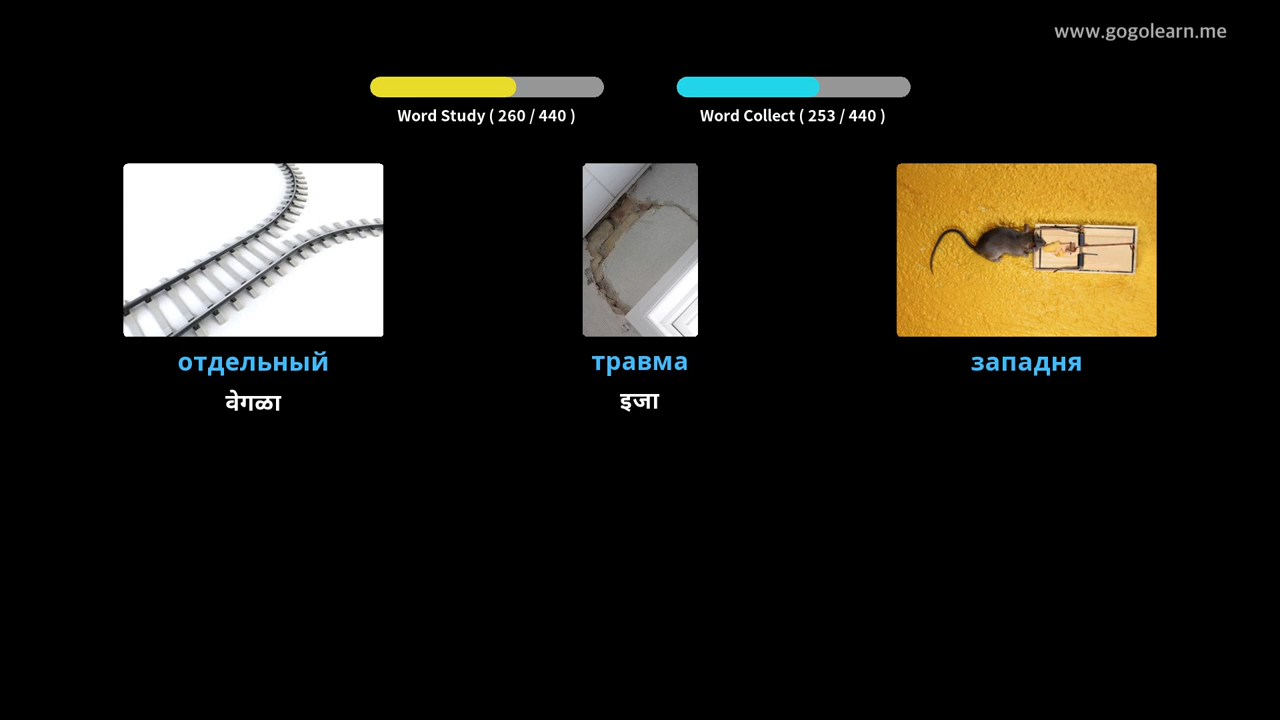 www.gogolearn.me
Word Study ( 260 / 440 )
Word Collect ( 253 / 440 )
отдельный
травма
западня
वेगळा
इजा